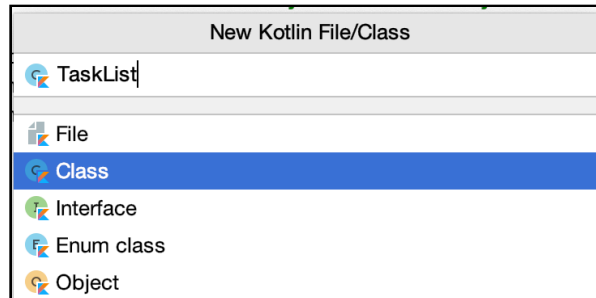 New Kotlin File/Class
TaskList
File
Class
Interface
Enum class
Object